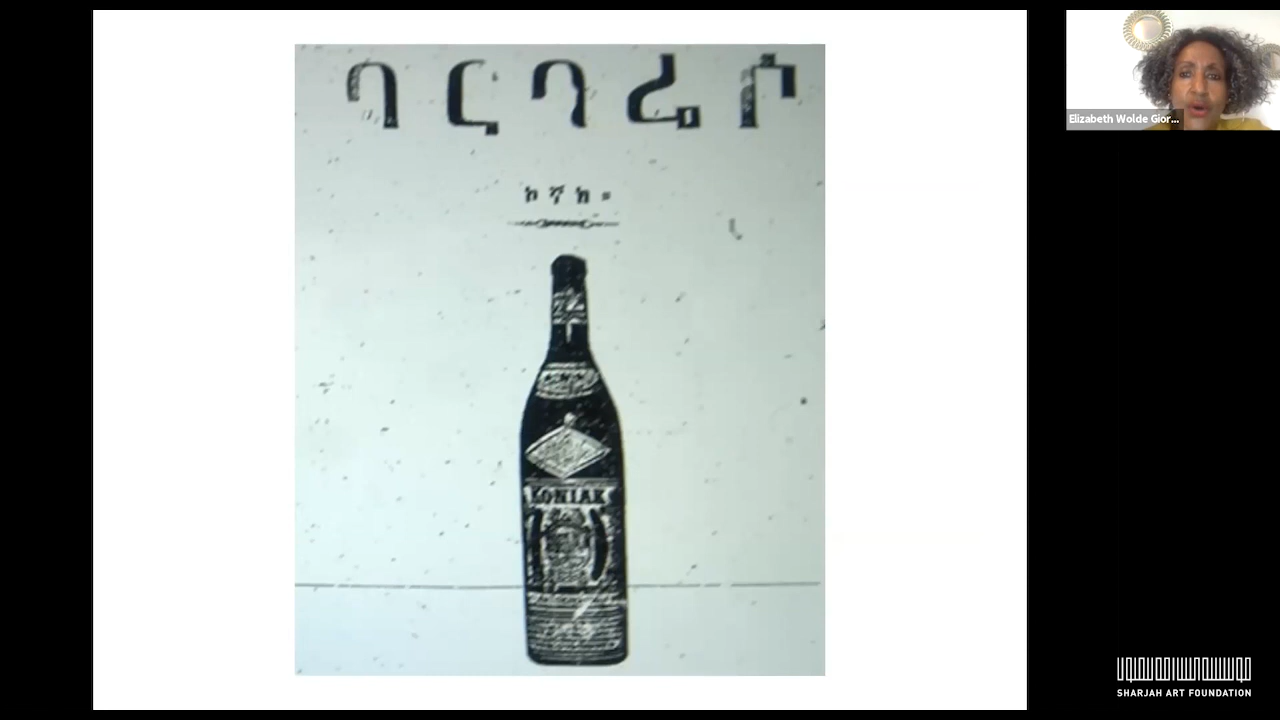 ባርባሬሶ
ኮኛክ።
KONIAK
Elizabeth Wolde Gior...
SHARJAH ART FOUNDATION